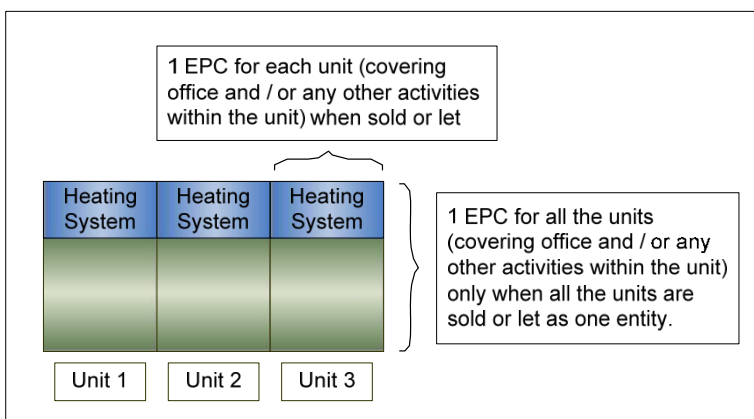 1 EPC for each unit (covering
office and / or any other activities
within the unit) when sold or let
Heating
System
Heating
System
Heating
System
1 EPC for all the units
(covering office and / or any
other activities within the unit)
only when all the units are
sold or let as one entity.
Unit 1
Unit 2
Unit 3